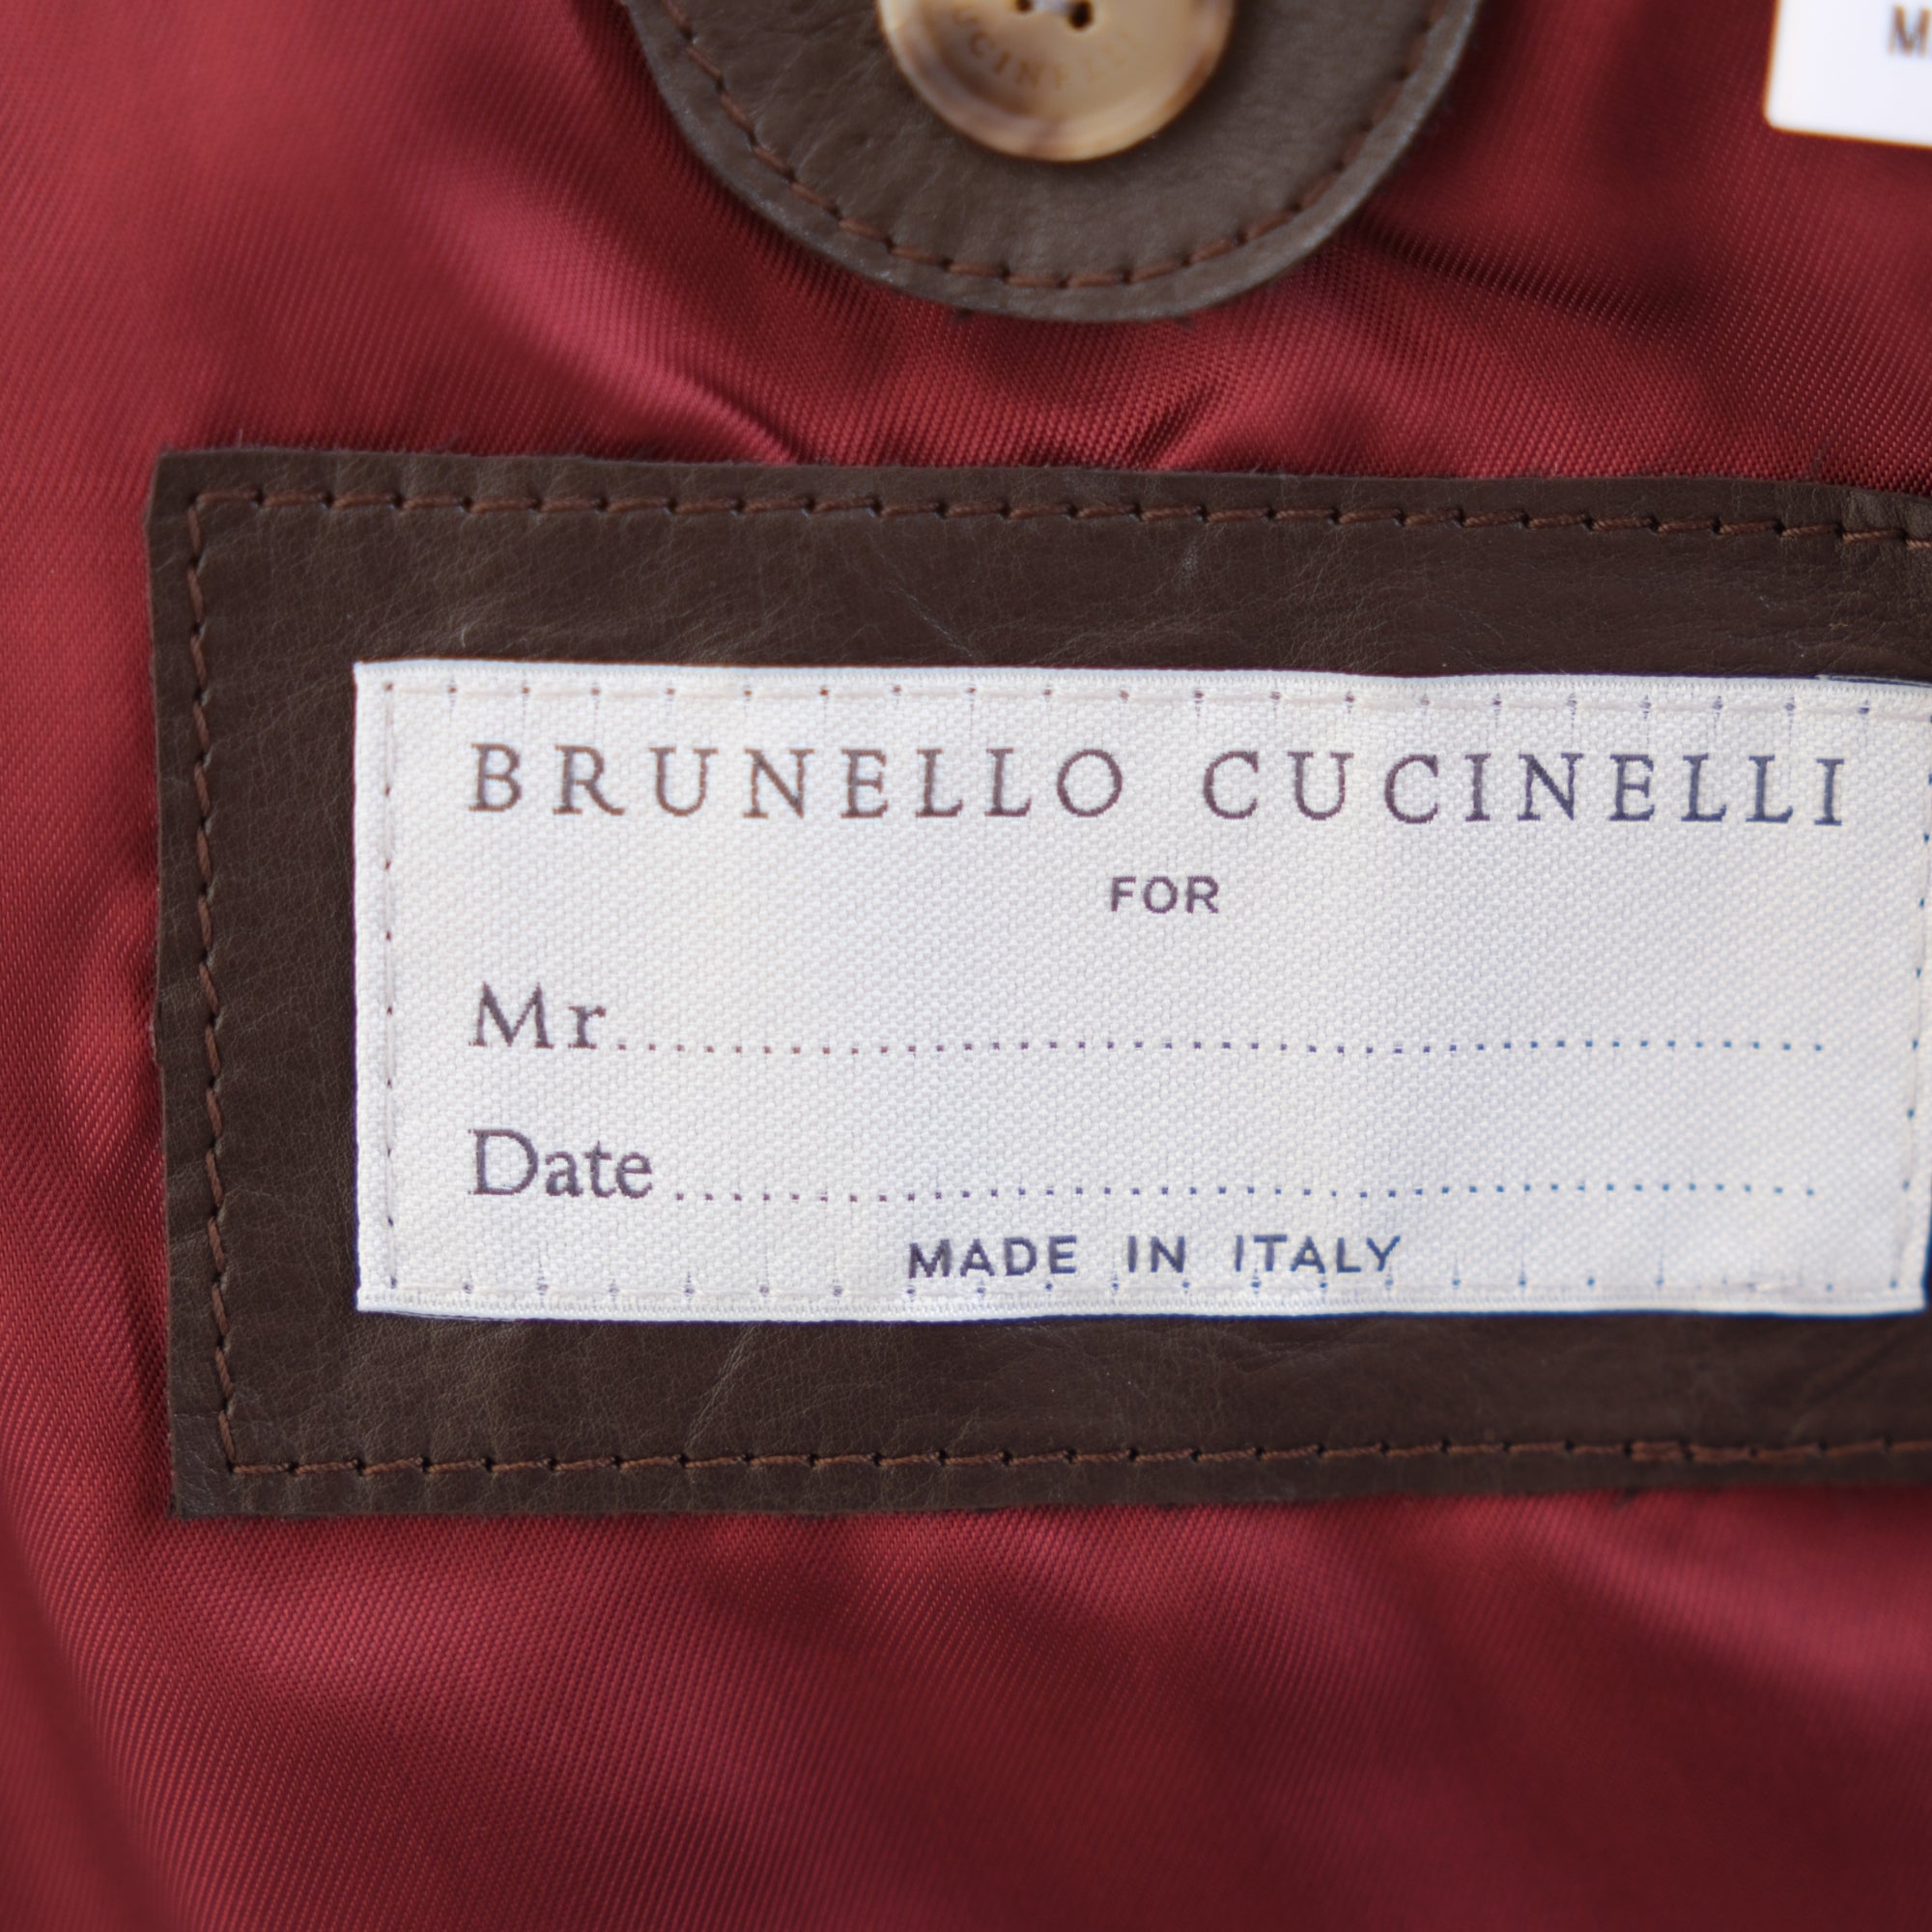 BRUNELLO CUCINELLI
FOR
Mr.............................................
Date........................................
MADE IN ITALY